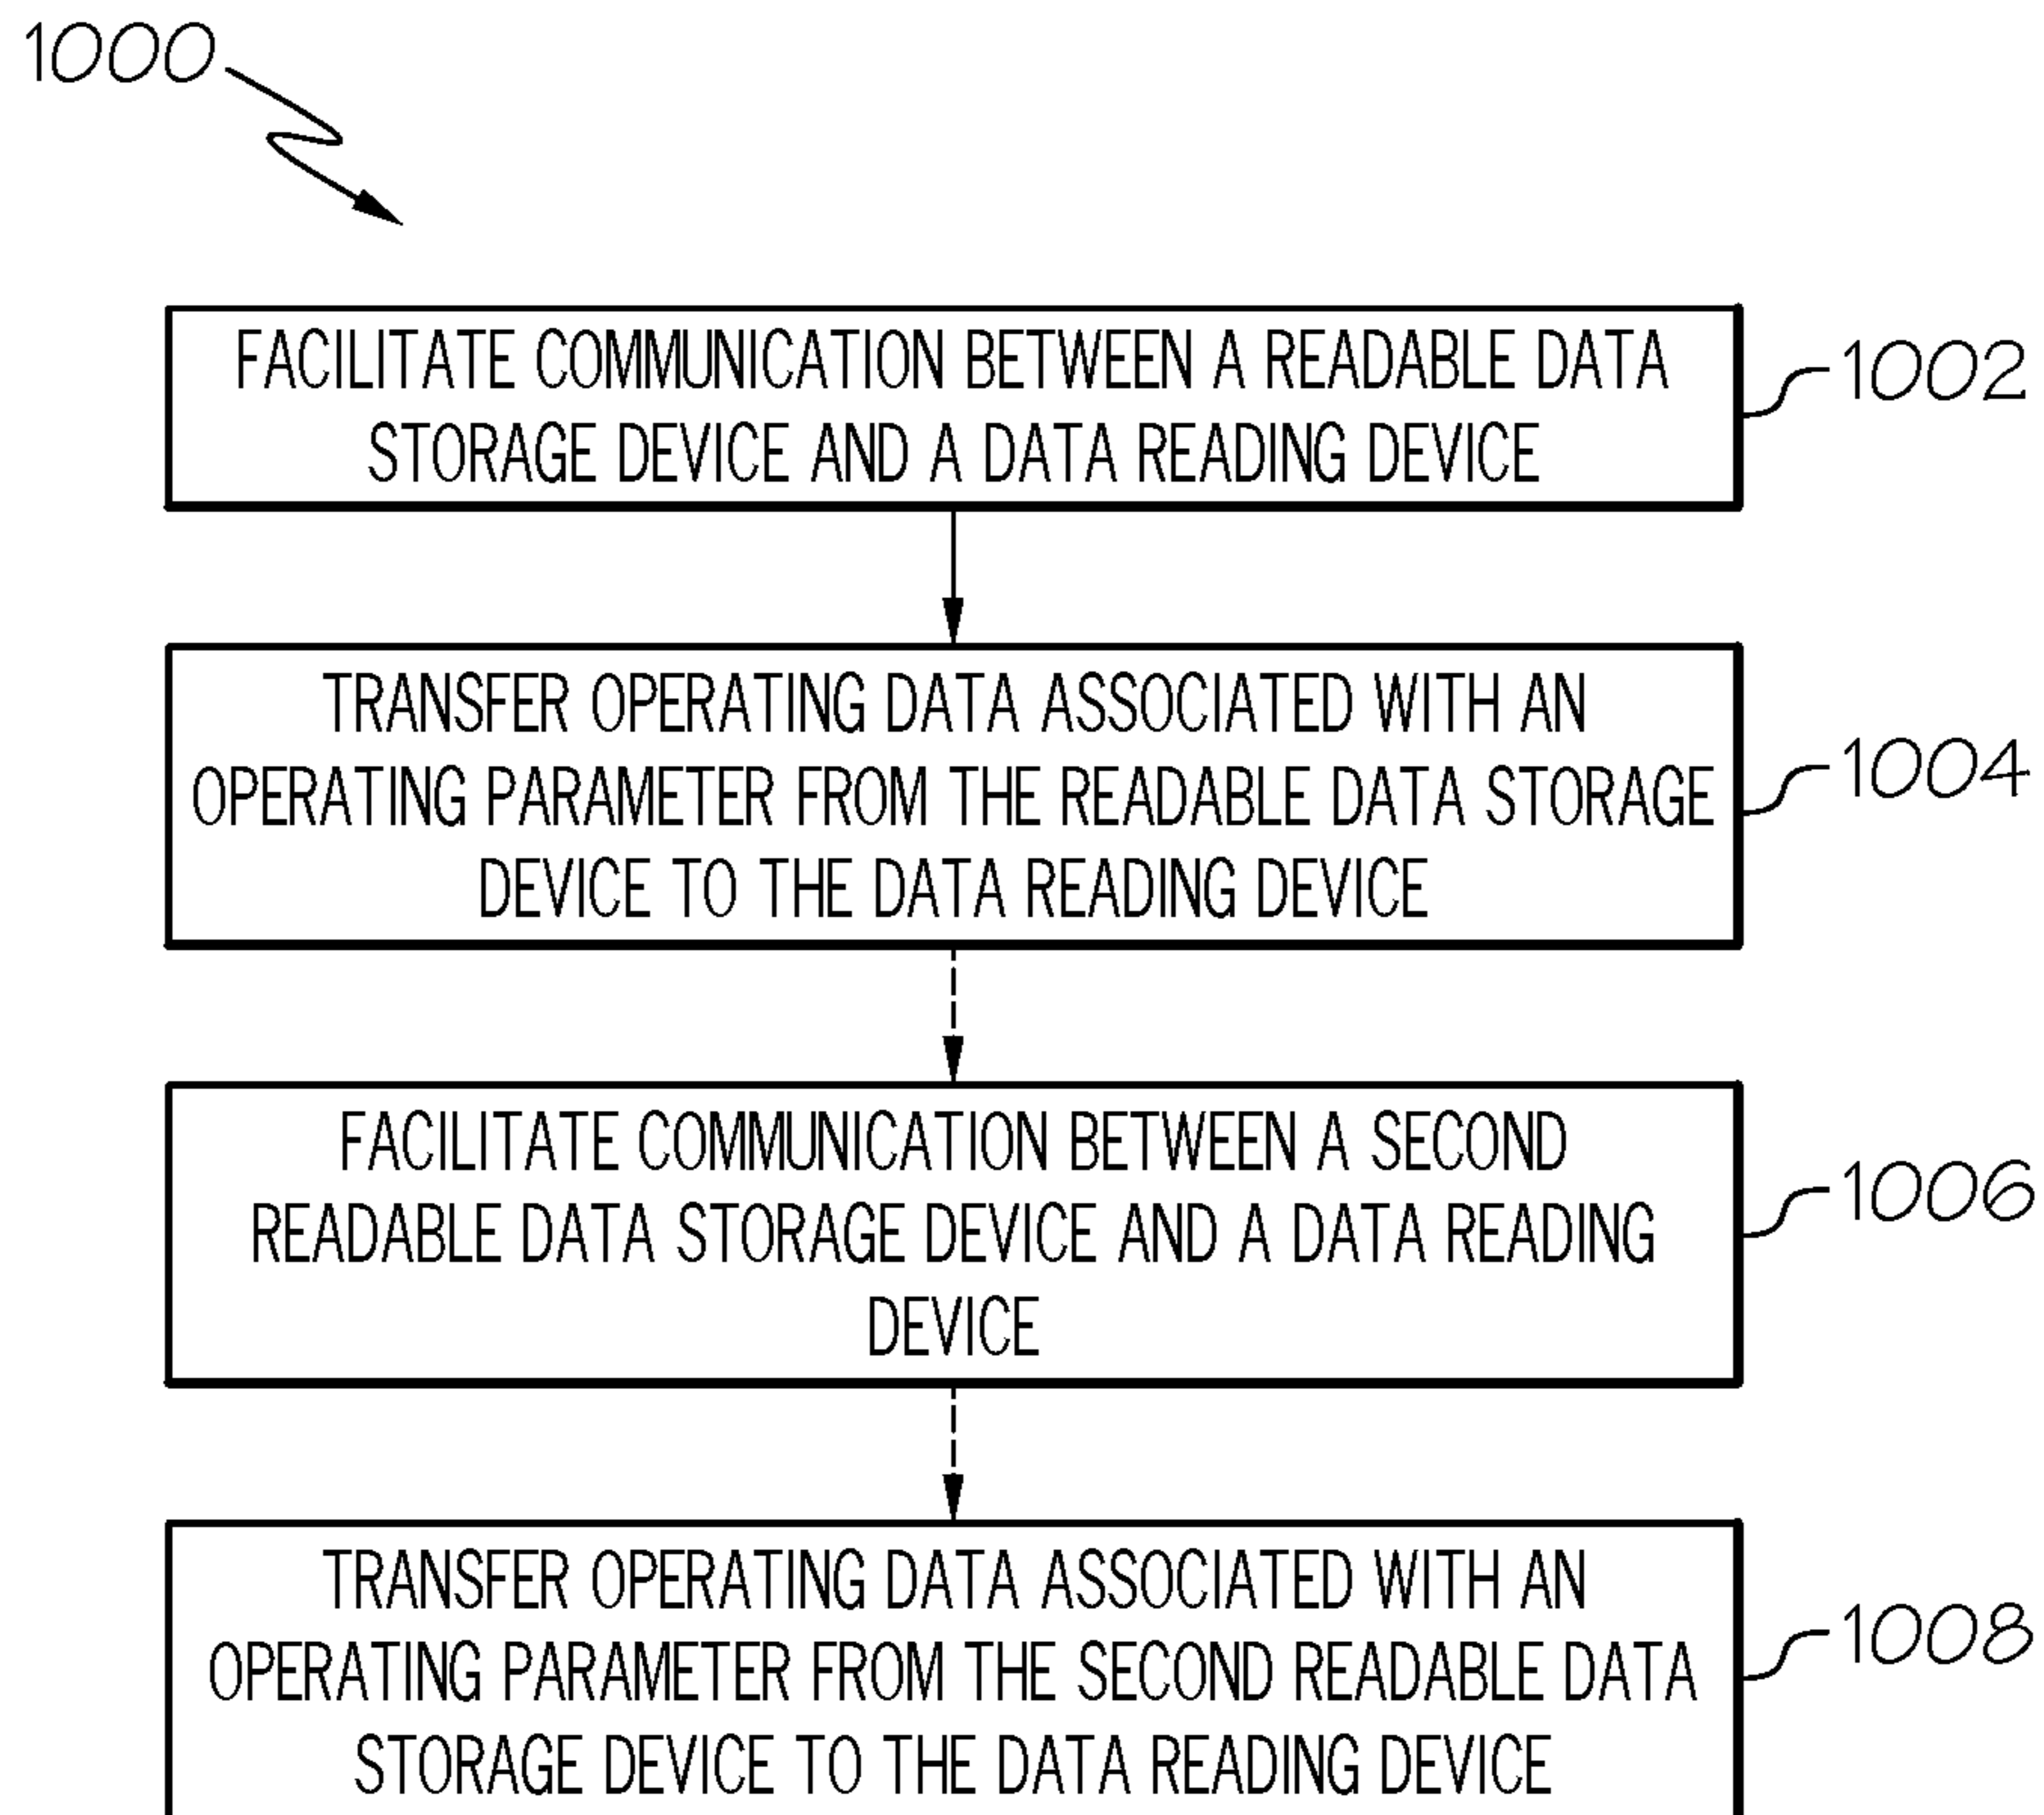 1000
FACILITATE COMMUNICATION BETWEEN A READABLE DATA
STORAGE DEVICE AND A DATA READING DEVICE
1002
TRANSFER OPERATING DATA ASSOCIATED WITH AN
OPERATING PARAMETER FROM THE READABLE DATA STORAGE
DEVICE TO THE DATA READING DEVICE
1004
FACILITATE COMMUNICATION BETWEEN A SECOND
READABLE DATA STORAGE DEVICE AND A DATA READING
DEVICE
1006
TRANSFER OPERATING DATA ASSOCIATED WITH AN
OPERATING PARAMETER FROM THE SECOND READABLE DATA
STORAGE DEVICE TO THE DATA READING DEVICE
1008